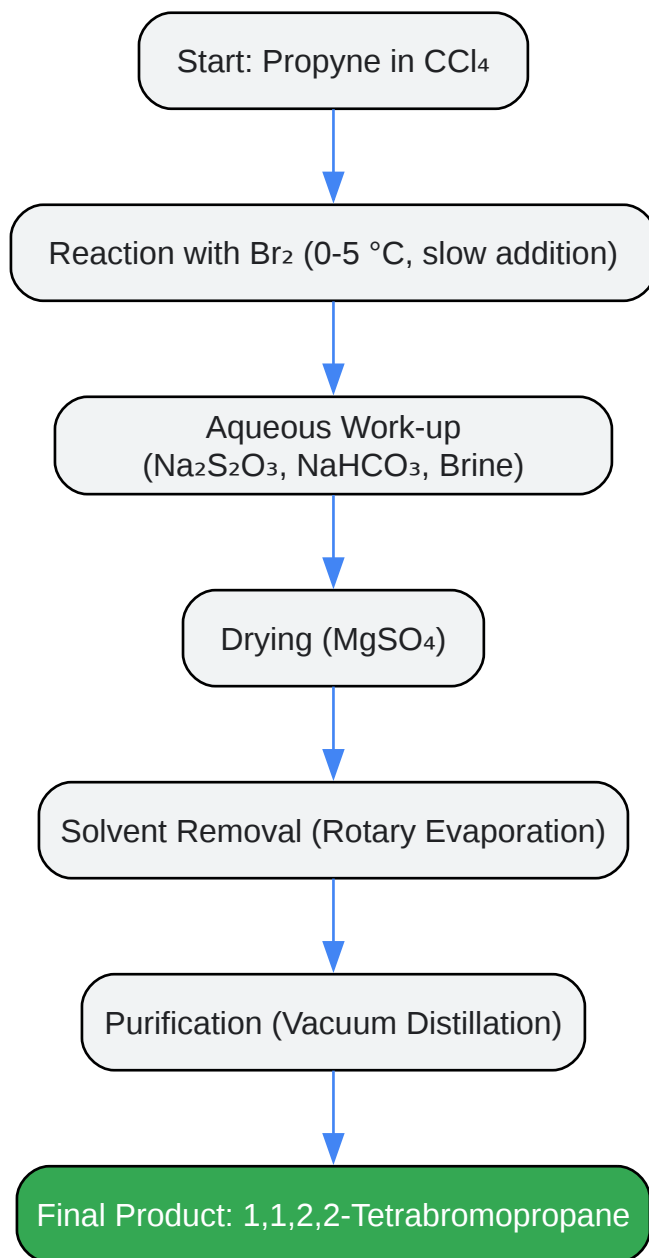 Start: Propyne in CCl₄
Reaction with Br₂ (0-5 °C, slow addition)
Aqueous Work-up
(Na₂S₂O₃, NaHCO₃, Brine)
Drying (MgSO₄)
Solvent Removal (Rotary Evaporation)
Purification (Vacuum Distillation)
Final Product: 1,1,2,2-Tetrabromopropane